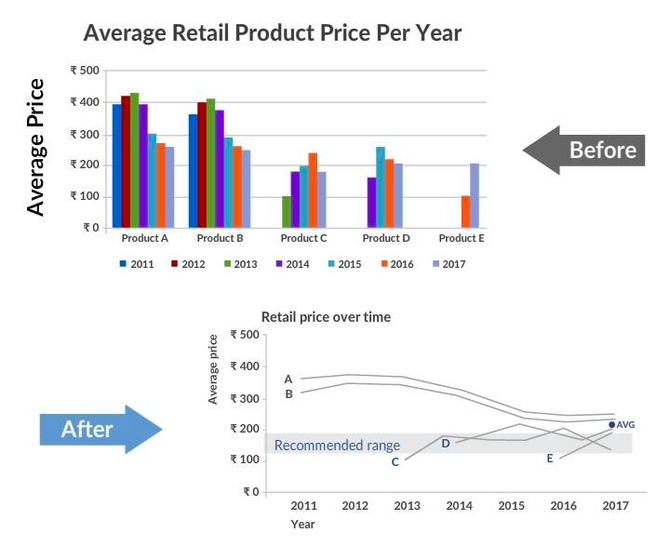 Average Retail Product Price Per Year
Average Price
₹ 500
₹ 400
₹ 300
₹ 200
₹ 100
₹ 0
Product A Product B Product C Product D Product E
2011 2012 2013 2014 2015 2016 2017
Before
After
Retail price over time
Average price
₹ 500
₹ 400
₹ 300
₹ 200
₹ 100
₹ 0
A
B
Recommended range
C
D
E
AVG
2011 2012 2013 2014 2015 2016 2017
Year